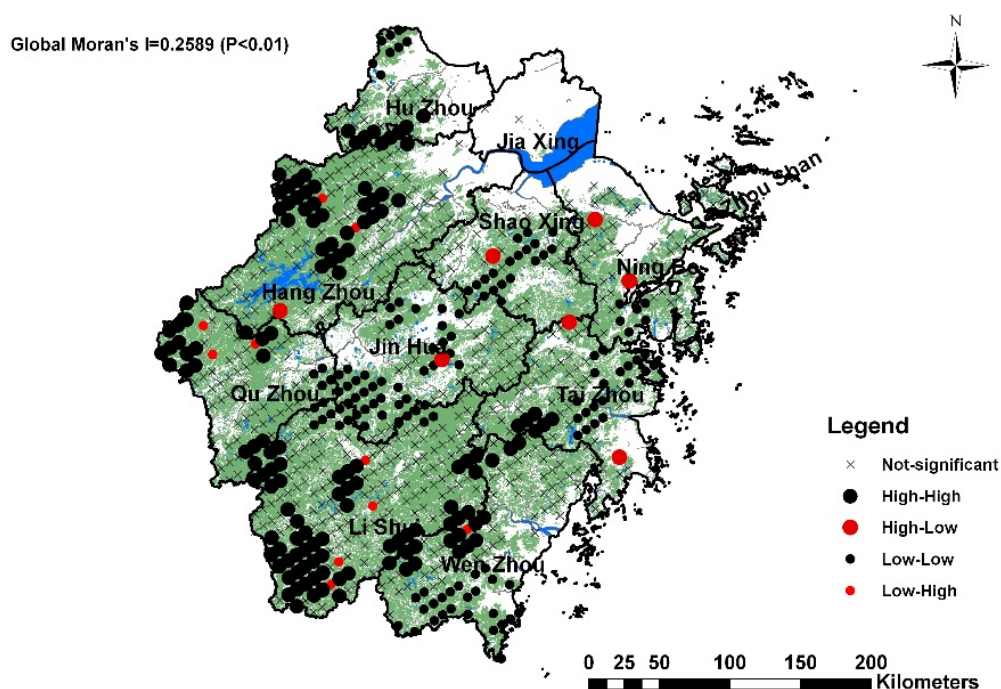 Global Moran's I=0.2589 (P<0.01)
N
Hu Zhou
Jia Xing
Zhou Shan
Shao Xing
Ning Bo
Hang Zhou
Jin Hua
Qu Zhou
Tai Zhou
Li Shui
Wen Zhou
Legend
Not-significant
High-High
High-Low
Low-Low
Low-High
0 25 50 100 150 200
Kilometers